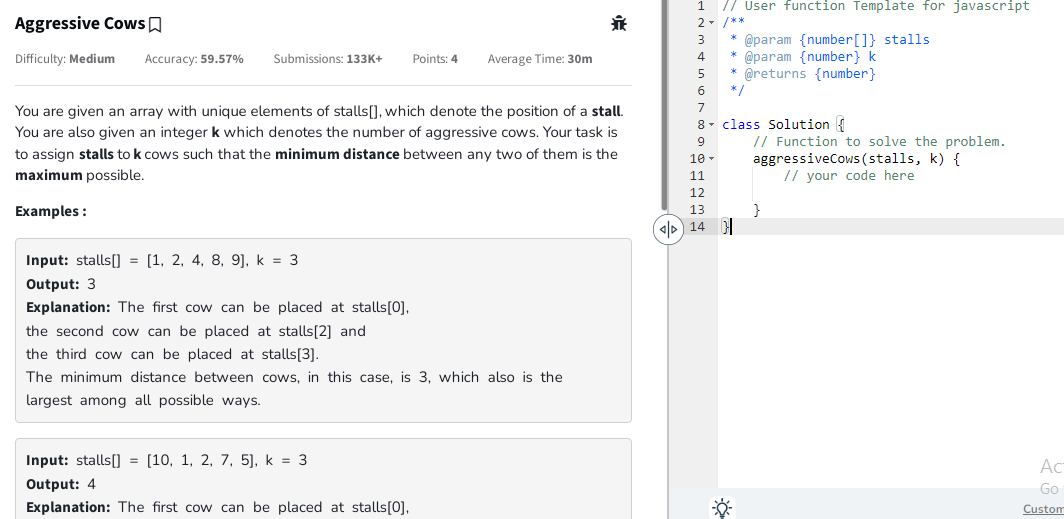 Aggressive Cows
Difficulty: Medium Accuracy: 59.57% Submissions: 133K+ Points: 4 Average Time: 30m
You are given an array with unique elements of stalls[], which denote the position of a stall.
You are also given an integer k which denotes the number of aggressive cows. Your task is
to assign stalls to k cows such that the minimum distance between any two of them is the
maximum possible.
Examples :
Input: stalls[] = [1, 2, 4, 8, 9], k = 3
Output: 3
Explanation: The first cow can be placed at stalls[0],
the second cow can be placed at stalls[2] and
the third cow can be placed at stalls[3].
The minimum distance between cows, in this case, is 3, which also is the
largest among all possible ways.
Input: stalls[] = [10, 1, 2, 7, 5], k = 3
Output: 4
Explanation: The first cow can be placed at stalls[0],
1 // User function Template for javascript
2 /**
3 * @param {number[]} stalls
4 * @param {number} k
5 * @returns {number}
6 */
7
8 class Solution {
9 // Function to solve the problem.
10 aggressiveCows(stalls, k) {
11 // your code here
12
13 }
14 }
Go